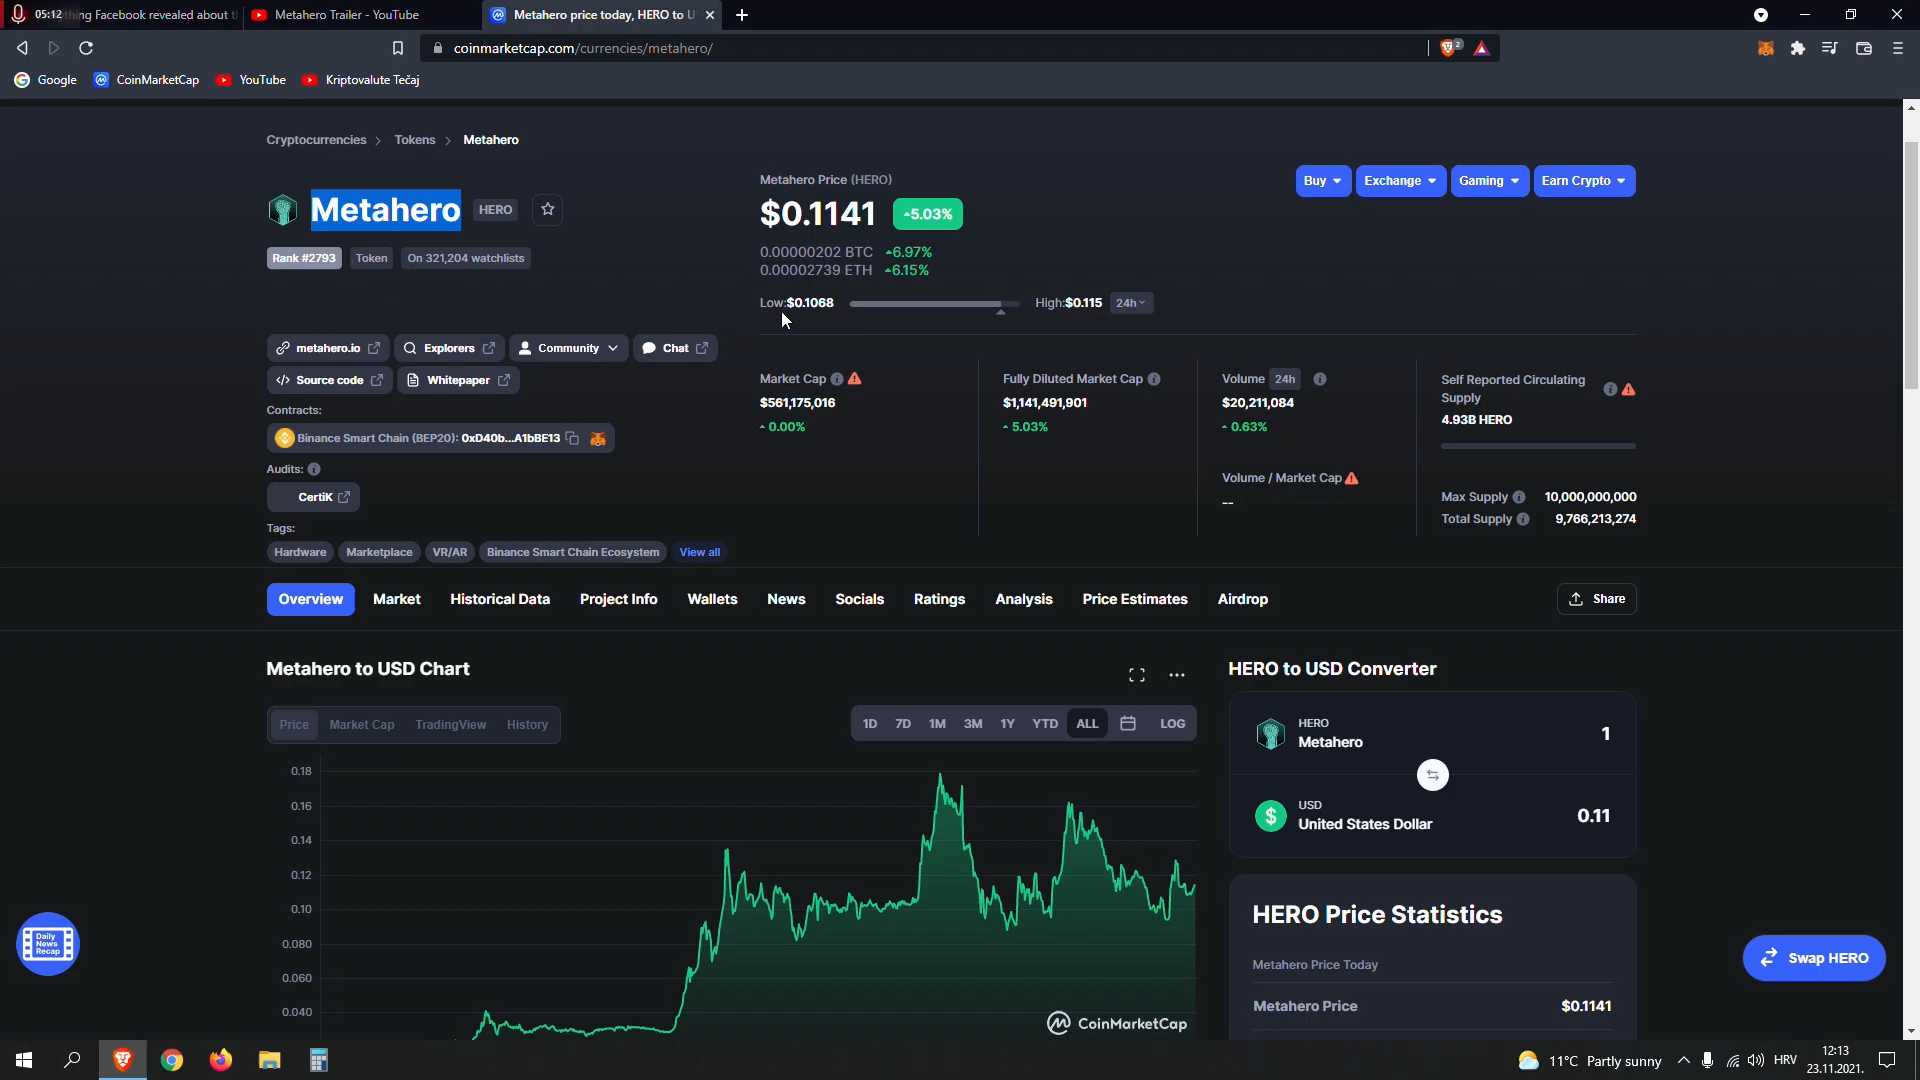 05:12
ing Facebook revealed about t
Metahero Trailer - YouTube
Metahero price today, HERO to U
coinmarketcap.com/currencies/metahero/
2
Google
CoinMarketCap
YouTube
Kriptovalute Tečaj
Cryptocurrencies > Tokens > Metahero
Metahero HERO
Rank #2793 Token On 321,204 watchlists
metahero.io Explorers Community Chat
Source code Whitepaper
Contracts:
Binance Smart Chain (BEP20): 0xD40b...A1bBE13
Audits:
CertiK
Tags:
Hardware Marketplace VR/AR Binance Smart Chain Ecosystem View all
Metahero Price (HERO)
$0.1141 5.03%
0.00000202 BTC 6.97%
0.00002739 ETH 6.15%
Low:$0.1068 High:$0.115 24h
Buy Exchange Gaming Earn Crypto
Market Cap
$561,175,016
0.00%
Fully Diluted Market Cap
$1,141,491,901
5.03%
Volume 24h
$20,211,084
0.63%
Volume / Market Cap
--
Self Reported Circulating
Supply
4.93B HERO
Max Supply 10,000,000,000
Total Supply 9,766,213,274
Overview Market Historical Data Project Info Wallets News Socials Ratings Analysis Price Estimates Airdrop Share
Metahero to USD Chart
Price Market Cap TradingView History
1D 7D 1M 3M 1Y YTD ALL LOG
0.18
0.16
0.14
0.12
0.10
0.080
0.060
0.040
CoinMarketCap
HERO to USD Converter
HERO
Metahero 1
USD
United States Dollar 0.11
$
HERO Price Statistics
Metahero Price Today
Metahero Price $0.1141
Daily
News
Recap
Swap HERO
11°C Partly sunny
HRV
12:13
23.11.2021.